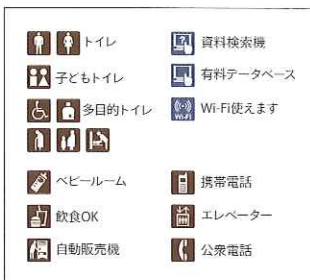 トイレ
子どもトイレ
多目的トイレ
ベビールーム
飲食OK
自動販売機
資料検索機
有料データベース
Wi-Fi Wi-Fi使えます
携帯電話
エレベーター
公衆電話